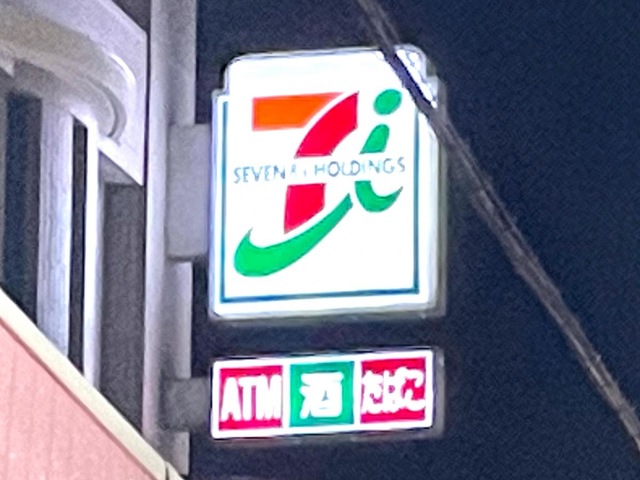 SEVEN & i HOLDINGS
ATM 酒 たばこ